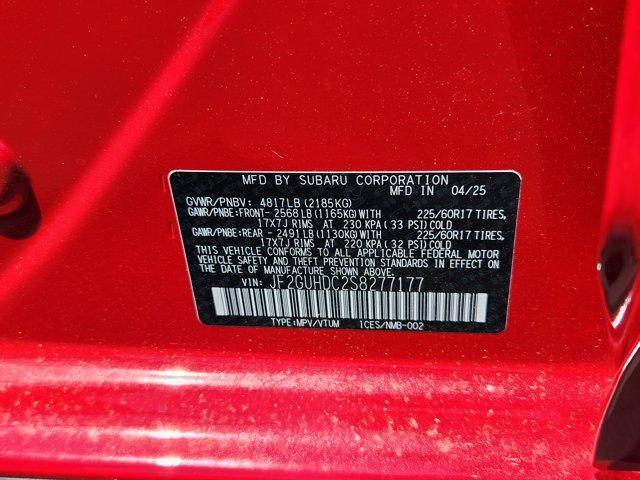 MFD BY SUBARU CORPORATION
MFD IN 04/25
GVWR/PNBV: 4817LB(2185KG)
GAWR/PNBE:FRONT-2568LB(1165KG)WITH 225/60R17 TIRES,
17X7J RIMS AT 230 KPA(33 PSI)COLD
GAWR/PNBE:REAR -2491LB(1130KG)WITH 225/60R17 TIRES,
17X7J RIMS AT 220 KPA(32 PSI)COLD
THIS VEHICLE CONFORMS TO ALL APPLICABLE FEDERAL MOTOR
VEHICLE SAFETY AND THEFT PREVENTION STANDARDS IN EFFECT ON
THE DATE OF MANUFACTURE SHOWN ABOVE.
VIN: JF2GUHDC2S8277177
TYPE:MPV/VTUM ICES/NMB-002